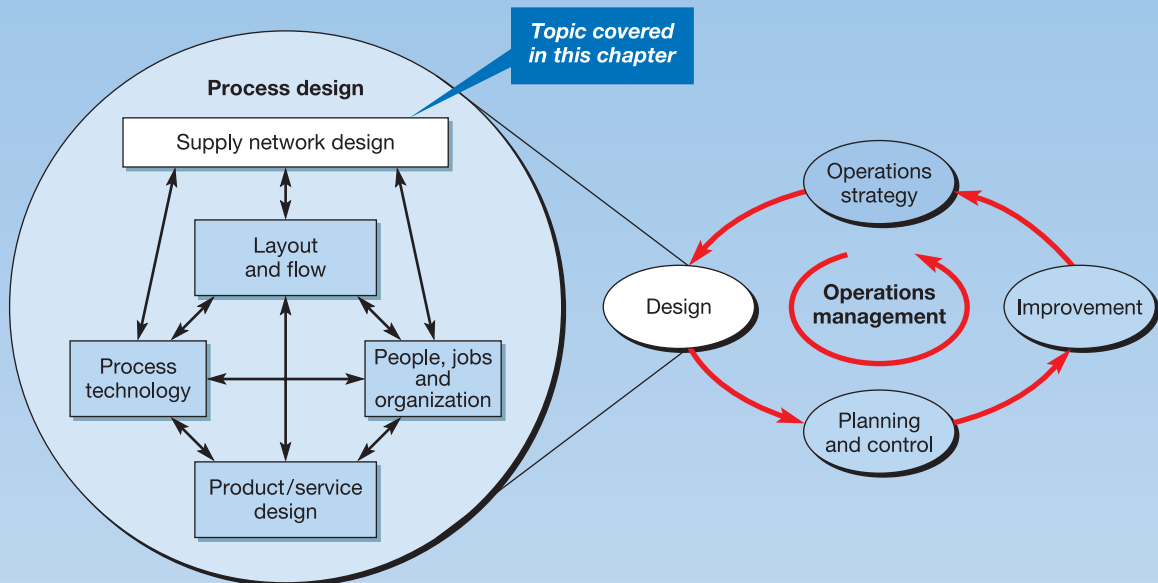 Topic covered
in this chapter
Process design
Supply network design
Layout
and flow
Process
technology
People, jobs
and
organization
Product/service
design
Operations
strategy
Design
Operations
management
Improvement
Planning
and control